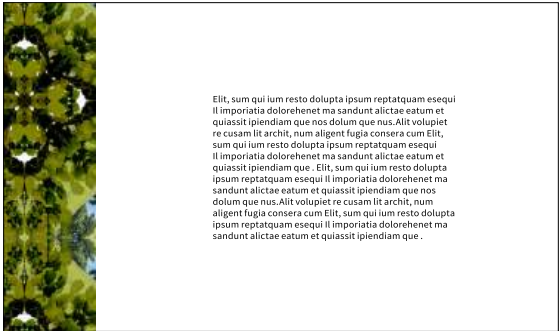 Elit, sum qui ium resto dolupta ipsum reptatquam esequi
Il imporiatia dolorehenet ma sandunt alictae eatum et
quiassit ipiendiam que nos dolum que nus.Alit volupiet
re cusam lit archit, num aligent fugia consera cum Elit,
sum qui ium resto dolupta ipsum reptatquam esequi
Il imporiatia dolorehenet ma sandunt alictae eatum et
quiassit ipiendiam que . Elit, sum qui ium resto dolupta
ipsum reptatquam esequi Il imporiatia dolorehenet ma
sandunt alictae eatum et quiassit ipiendiam que nos
dolum que nus.Alit volupiet re cusam lit archit, num
aligent fugia consera cum Elit, sum qui ium resto dolupta
ipsum reptatquam esequi Il imporiatia dolorehenet ma
sandunt alictae eatum et quiassit ipiendiam que .